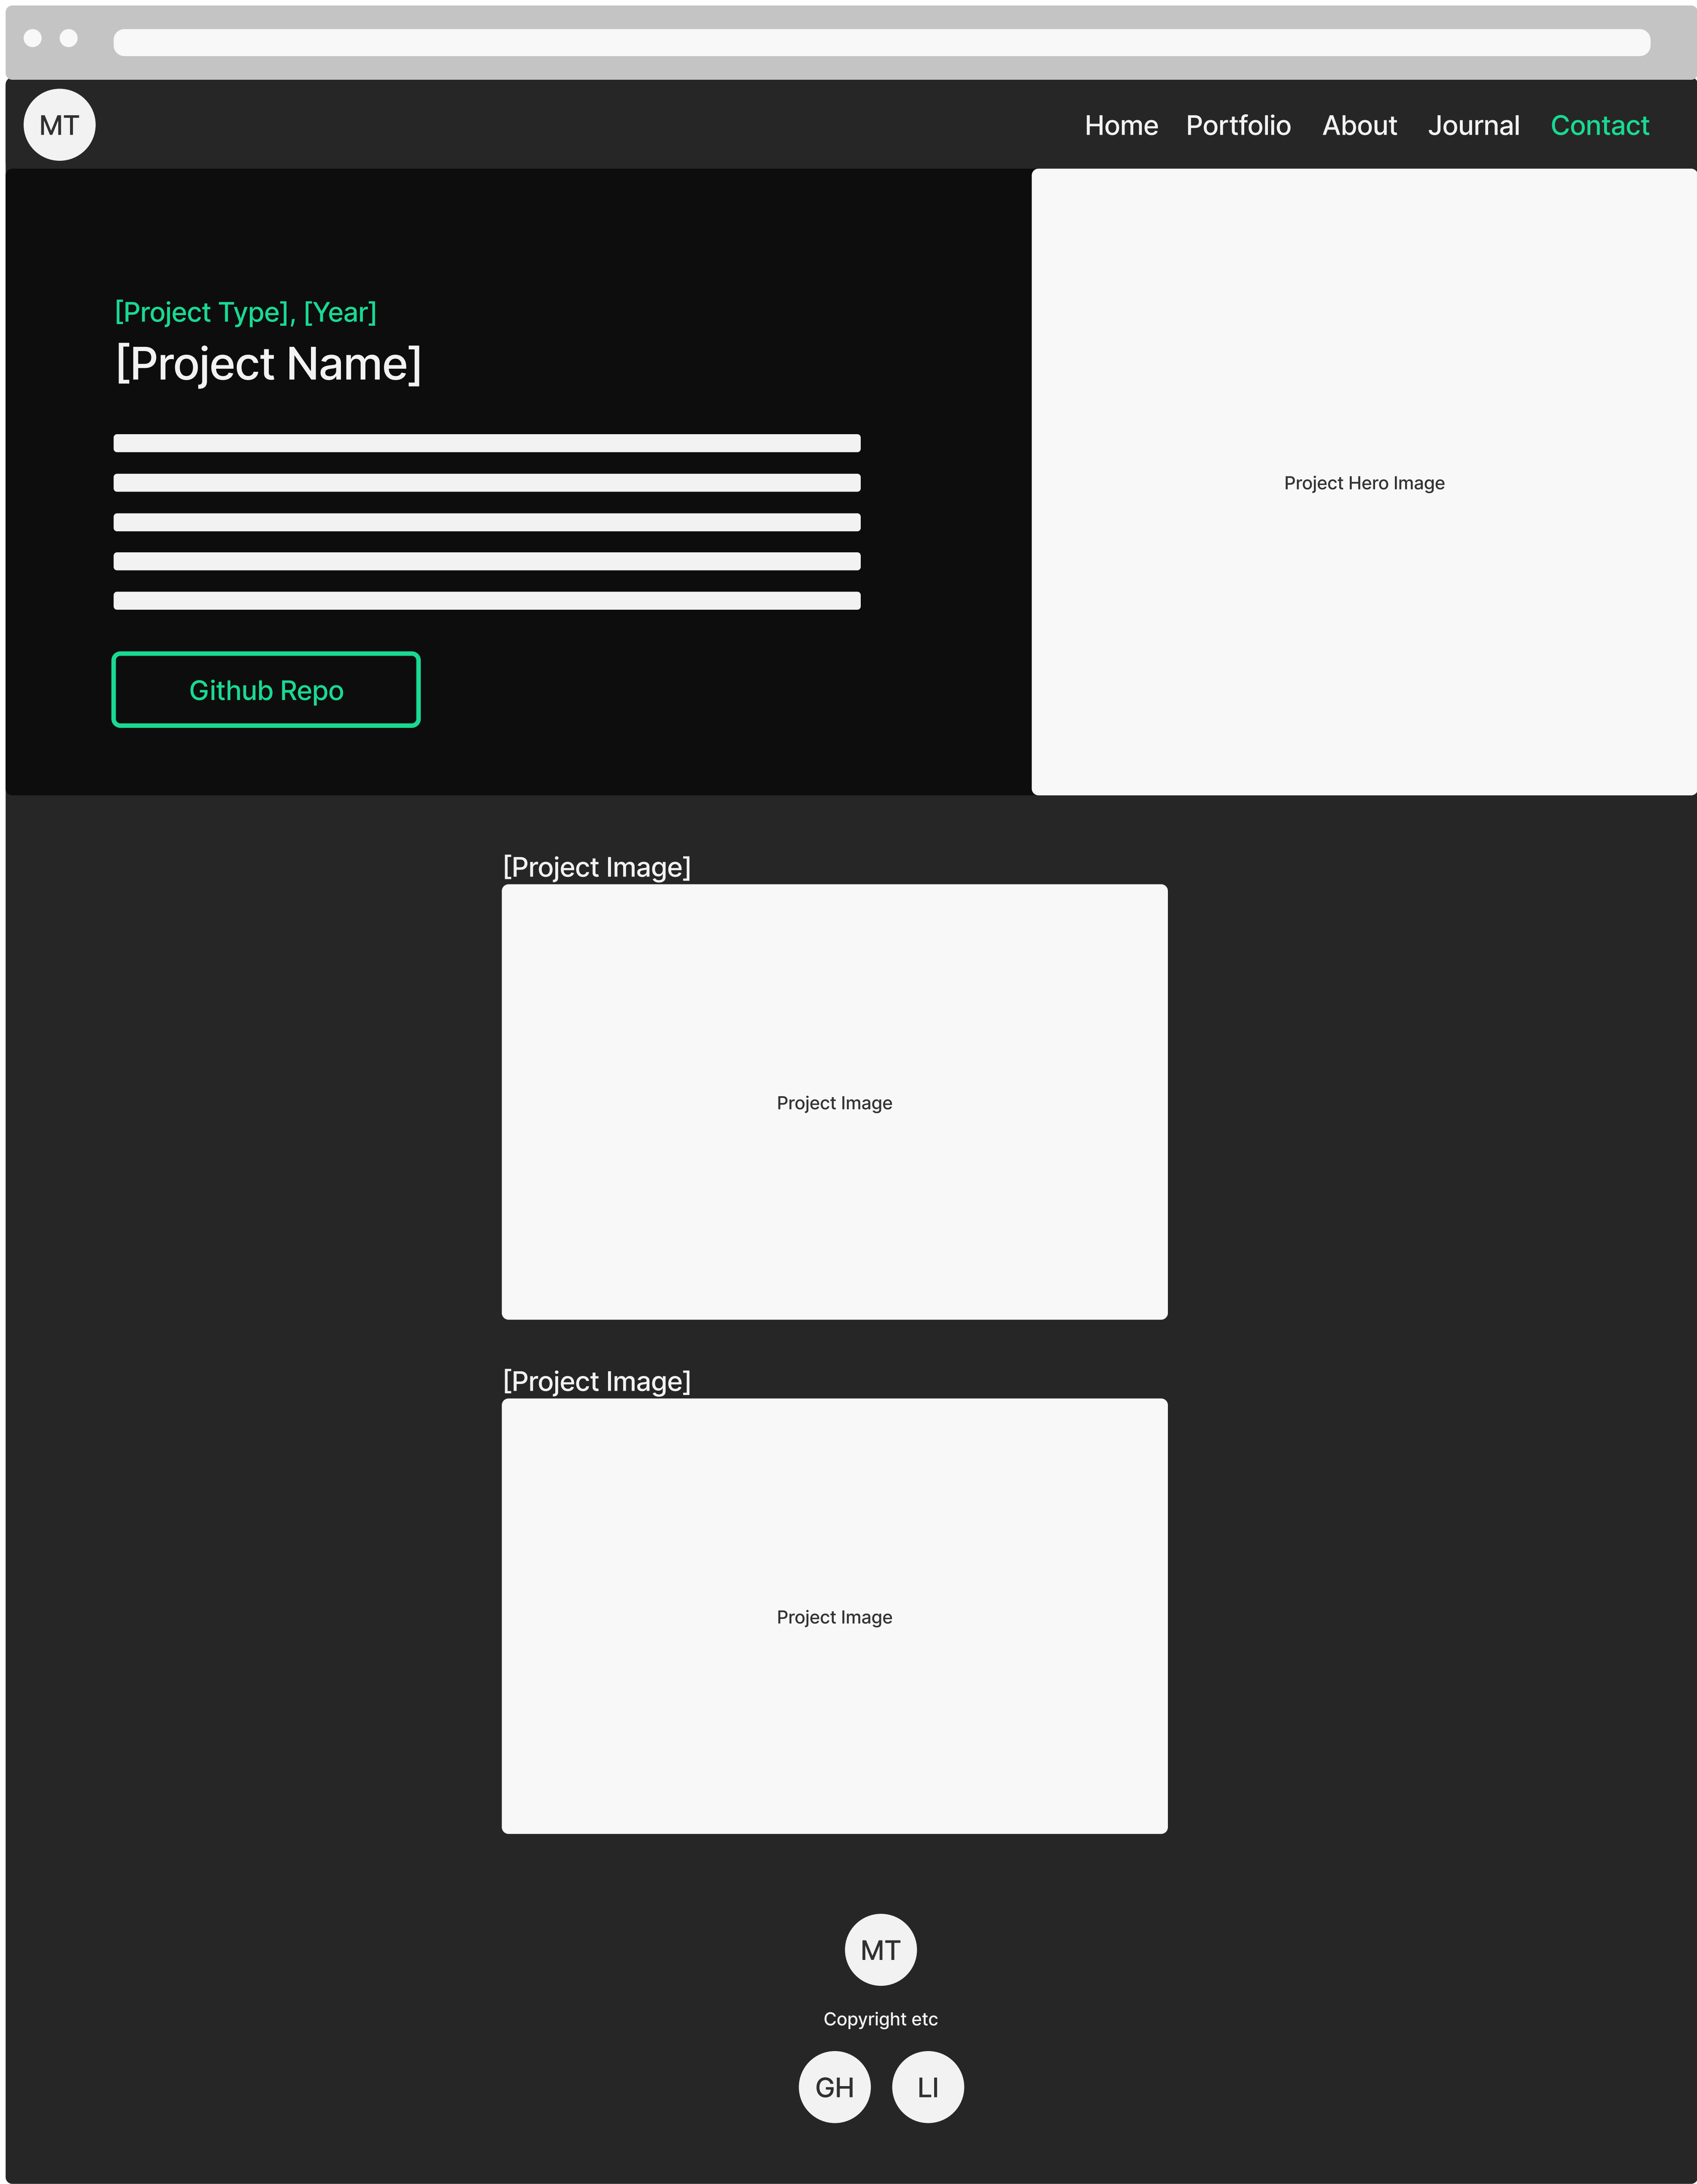 MT
Home Portfolio About Journal Contact
[Project Type], [Year]
[Project Name]
Project Hero Image
Github Repo
[Project Image]
Project Image
[Project Image]
Project Image
MT
Copyright etc
GH LI